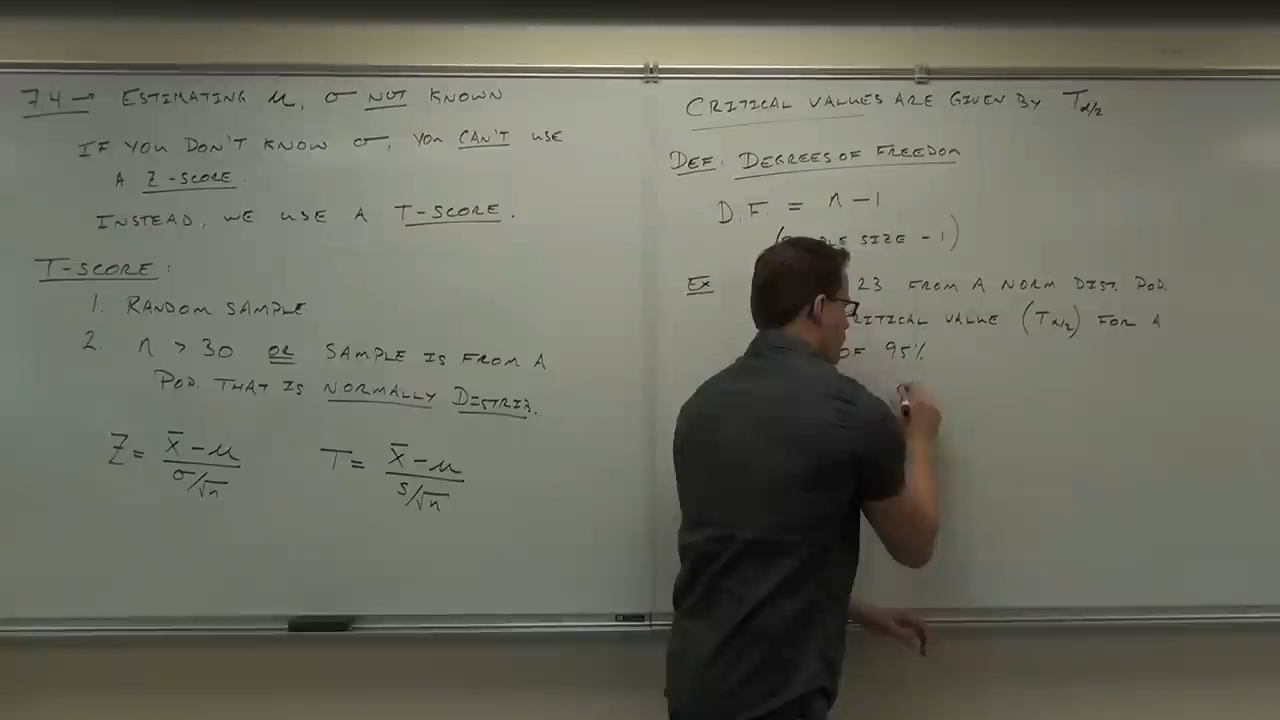 7.4 → ESTIMATING μ, σ NOT KNOWN
IF YOU DON'T KNOW σ, YOU CAN'T USE
A Z-SCORE.
INSTEAD, WE USE A T-SCORE.
T-SCORE:
1. RANDOM SAMPLE
2. n > 30 OR SAMPLE IS FROM A
POP. THAT IS NORMALLY DISTRIB.
Z = (x̄ - μ)/(σ/√n) T = (x̄ - μ)/(s/√n)
CRITICAL VALUES ARE GIVEN BY Tα/2
DEF: DEGREES OF FREEDOM
D.F. = n - 1
SIZE - 1)
EX 23 FROM A NORM DIST. POP.
CRITICAL VALUE (Tα/2) FOR A
OF 95%